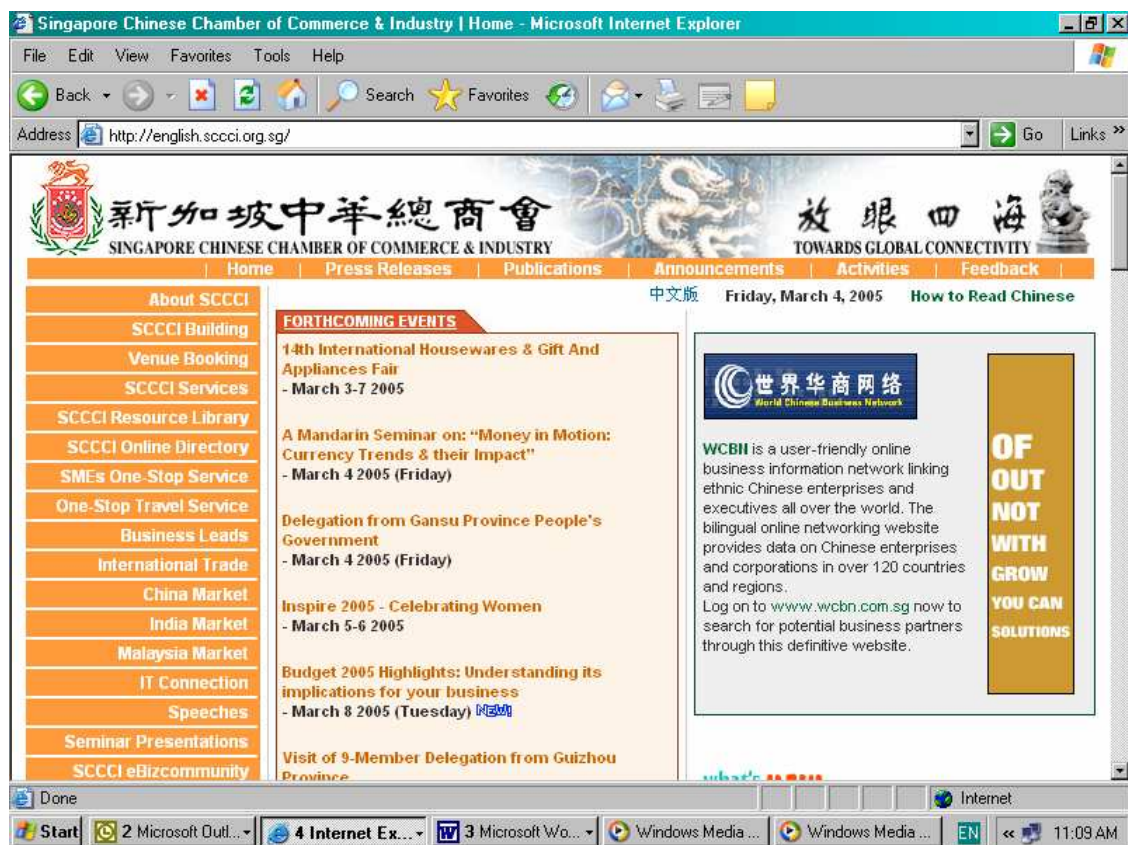 Singapore Chinese Chamber of Commerce & Industry | Home - Microsoft Internet Explorer
File Edit View Favorites Tools Help
Back Search Favorites
Address http://english.sccci.org.sg/ Go Links »
新加坡中华總商會 放眼四海
SINGAPORE CHINESE CHAMBER OF COMMERCE & INDUSTRY TOWARDS GLOBAL CONNECTIVITY
| Home | Press Releases | Publications | Announcements | Activities | Feedback |
中文版 Friday, March 4, 2005 How to Read Chinese
About SCCCI
SCCCI Building
Venue Booking
SCCCI Services
SCCCI Resource Library
SCCCI Online Directory
SMEs One-Stop Service
One-Stop Travel Service
Business Leads
International Trade
China Market
India Market
Malaysia Market
IT Connection
Speeches
Seminar Presentations
SCCCI eBizcommunity
FORTHCOMING EVENTS
14th International Housewares & Gift And
Appliances Fair
- March 3-7 2005
A Mandarin Seminar on: “Money in Motion:
Currency Trends & their Impact”
- March 4 2005 (Friday)
Delegation from Gansu Province People's
Government
- March 4 2005 (Friday)
Inspire 2005 - Celebrating Women
- March 5-6 2005
Budget 2005 Highlights: Understanding its
implications for your business
- March 8 2005 (Tuesday) NEW!
Visit of 9-Member Delegation from Guizhou
Province
世界华商网络
World Chinese Business Network
WCBN is a user-friendly online
business information network linking
ethnic Chinese enterprises and
executives all over the world. The
bilingual online networking website
provides data on Chinese enterprises
and corporations in over 120 countries
and regions.
Log on to www.wcbn.com.sg now to
search for potential business partners
through this definitive website.
OF
OUT
NOT
WITH
GROW
YOU CAN
SOLUTIONS
what's
Done Internet
Start 2 Microsoft Outl... 4 Internet Ex... 3 Microsoft Wo... Windows Media ... Windows Media ... EN « 11:09 AM